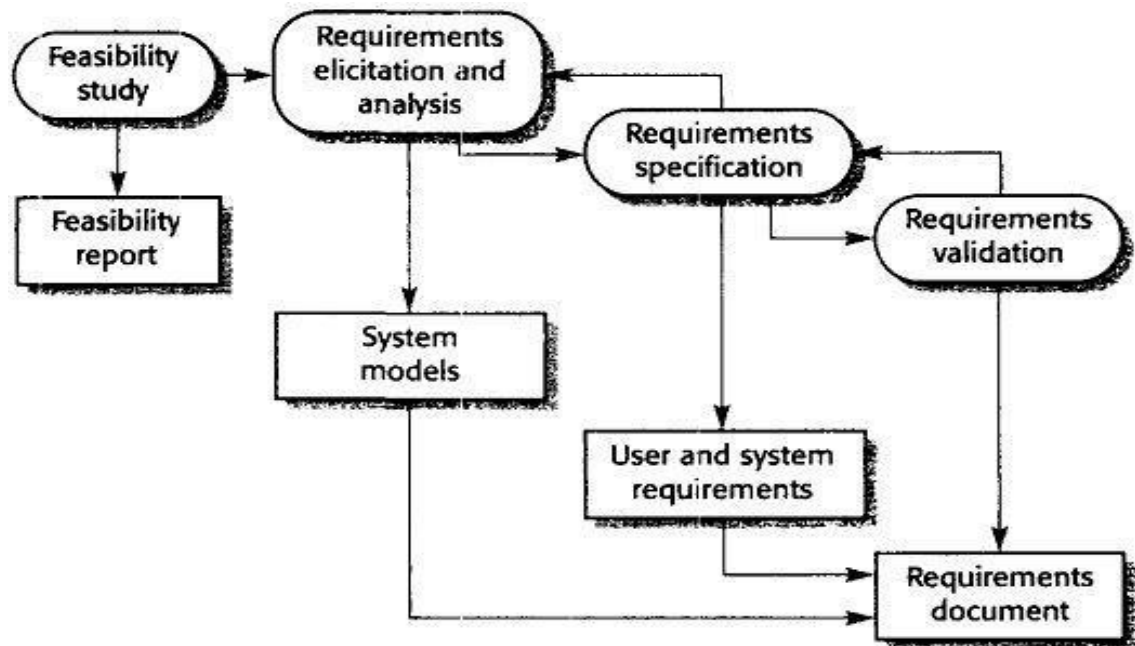 Feasibility
study
Requirements
elicitation and
analysis
Requirements
specification
Requirements
validation
Feasibility
report
System
models
User and system
requirements
Requirements
document